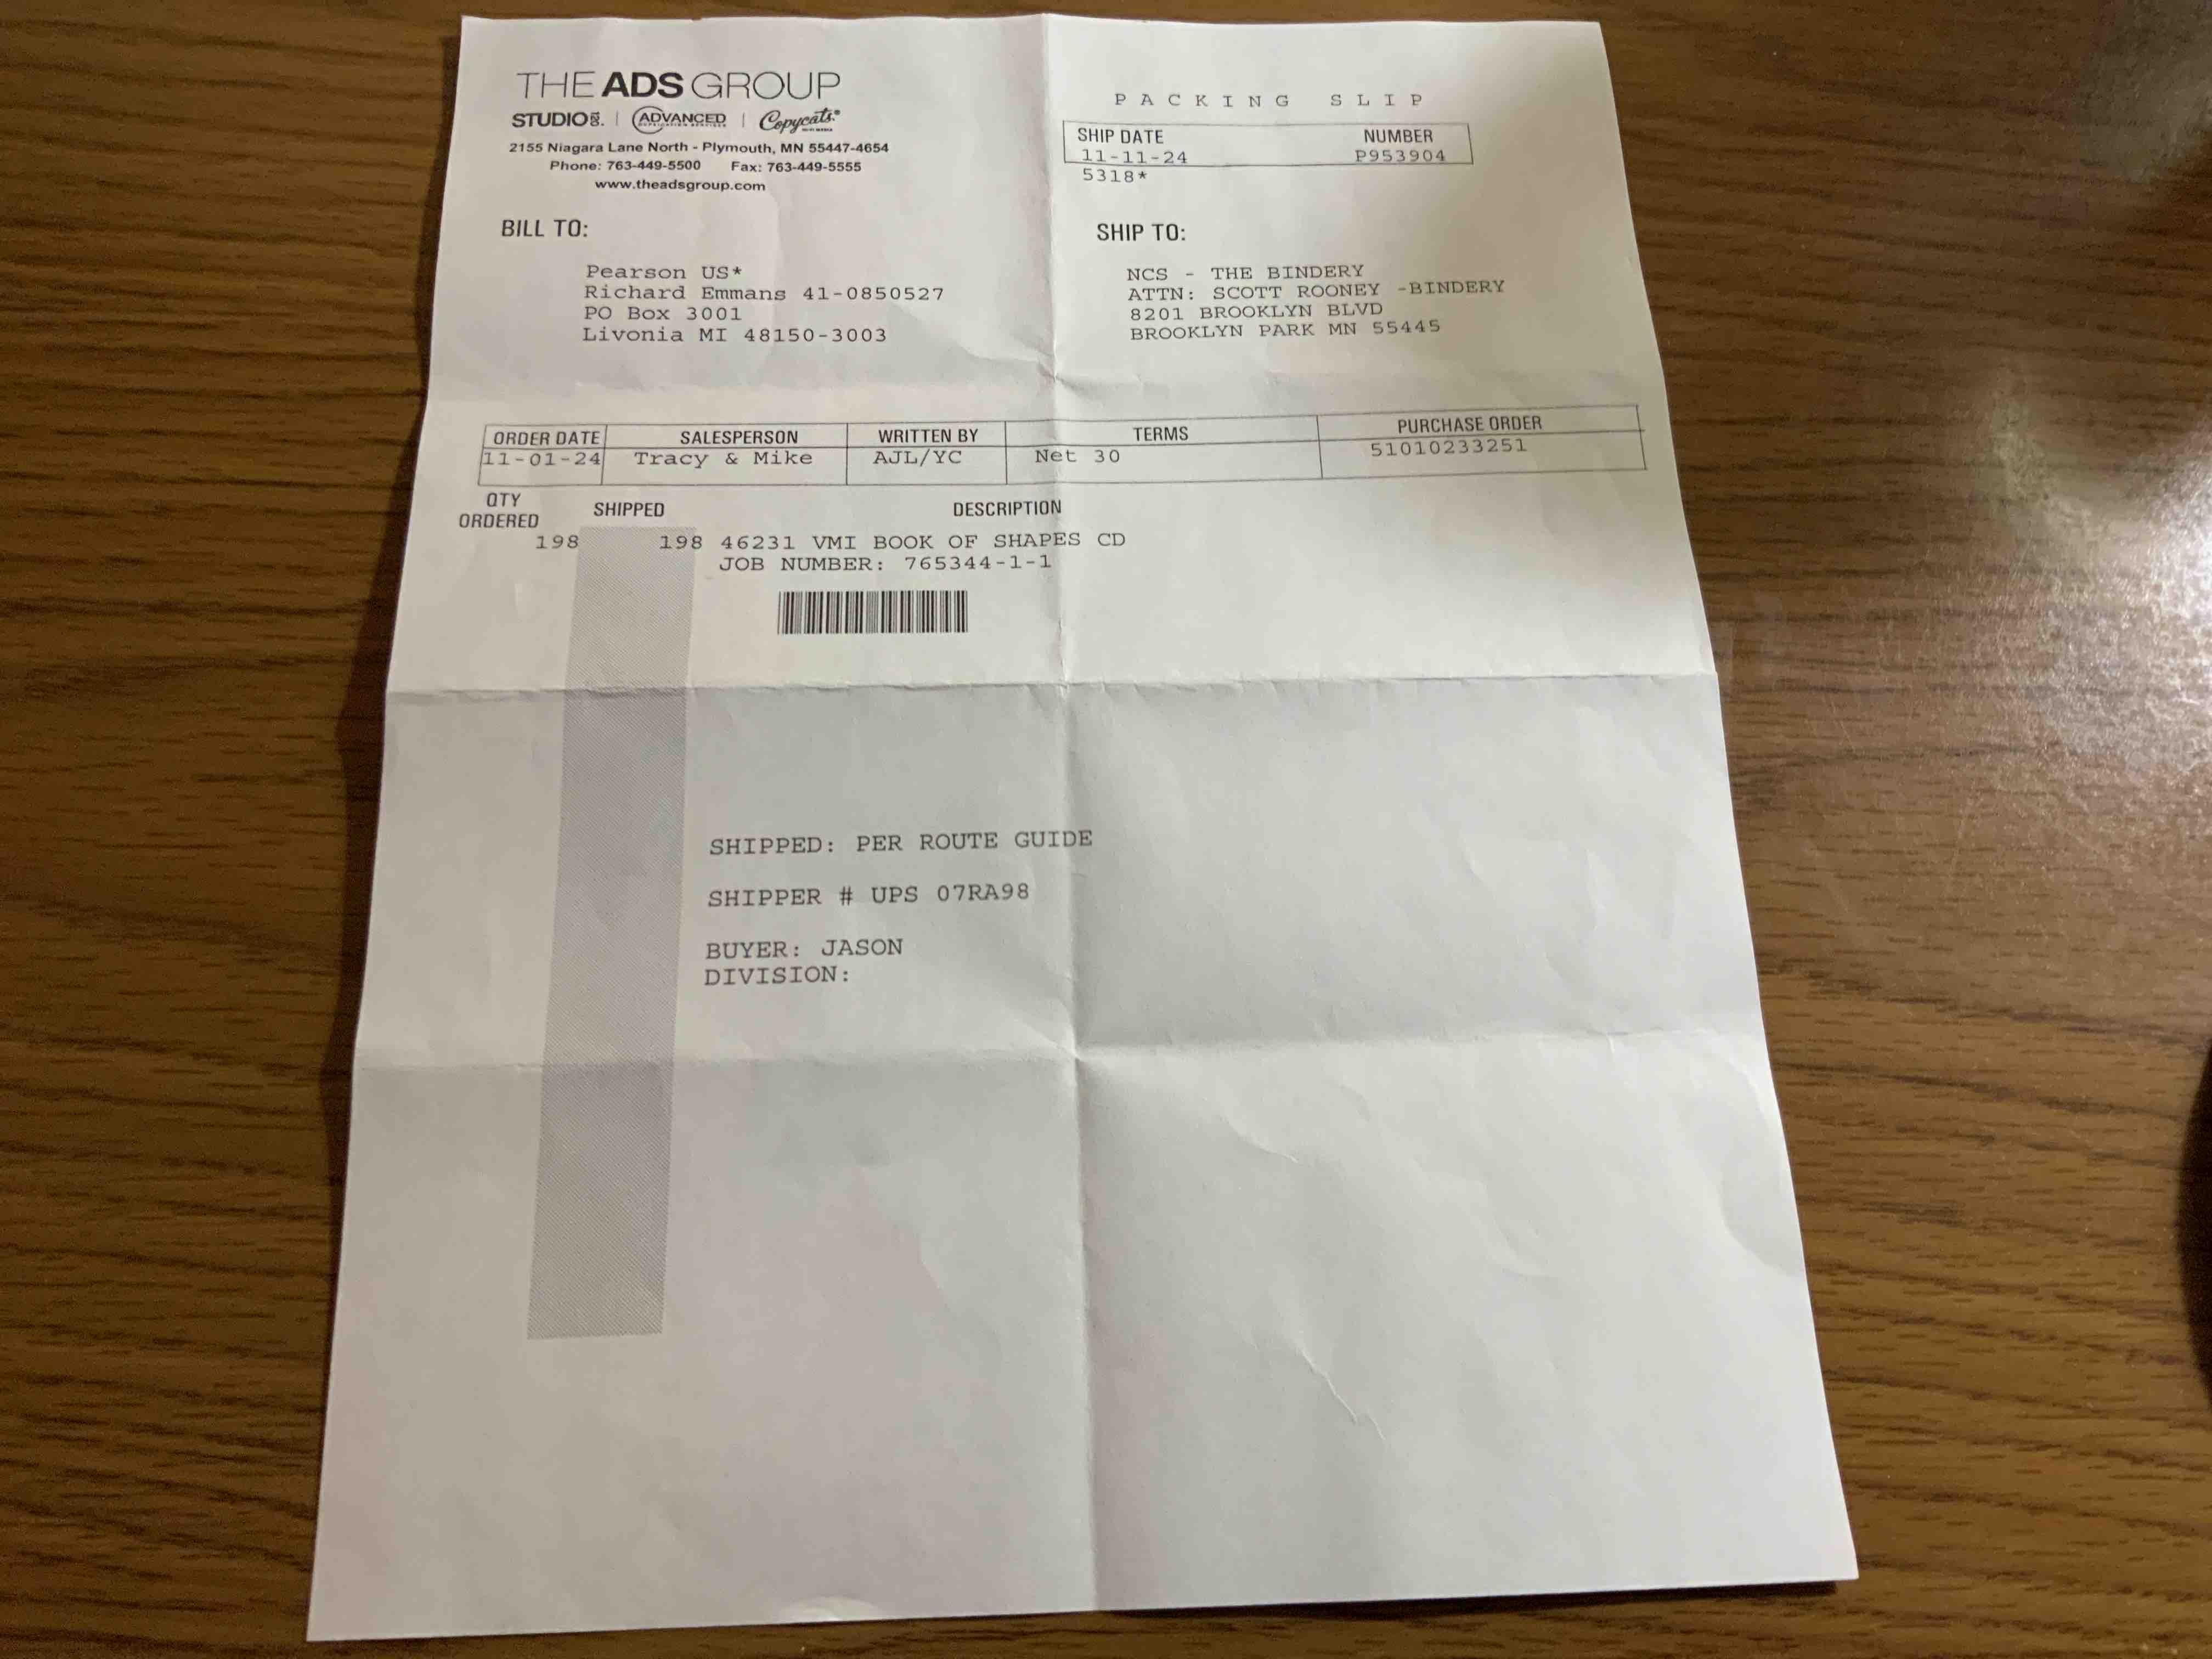 THE ADS GROUP
STUDIO | ADVANCED | Copycats
2155 Niagara Lane North - Plymouth, MN 55447-4654
Phone: 763-449-5500 Fax: 763-449-5555
www.theadsgroup.com
PACKING SLIP
SHIP DATE NUMBER
11-11-24 P953904
5318*
BILL TO:
Pearson US*
Richard Emmans 41-0850527
PO Box 3001
Livonia MI 48150-3003
SHIP TO:
NCS - THE BINDERY
ATTN: SCOTT ROONEY -BINDERY
8201 BROOKLYN BLVD
BROOKLYN PARK MN 55445
ORDER DATE SALESPERSON WRITTEN BY TERMS PURCHASE ORDER
11-01-24 Tracy & Mike AJL/YC Net 30 51010233251
QTY
ORDERED SHIPPED DESCRIPTION
198 198 46231 VMI BOOK OF SHAPES CD
JOB NUMBER: 765344-1-1
SHIPPED: PER ROUTE GUIDE
SHIPPER # UPS 07RA98
BUYER: JASON
DIVISION: